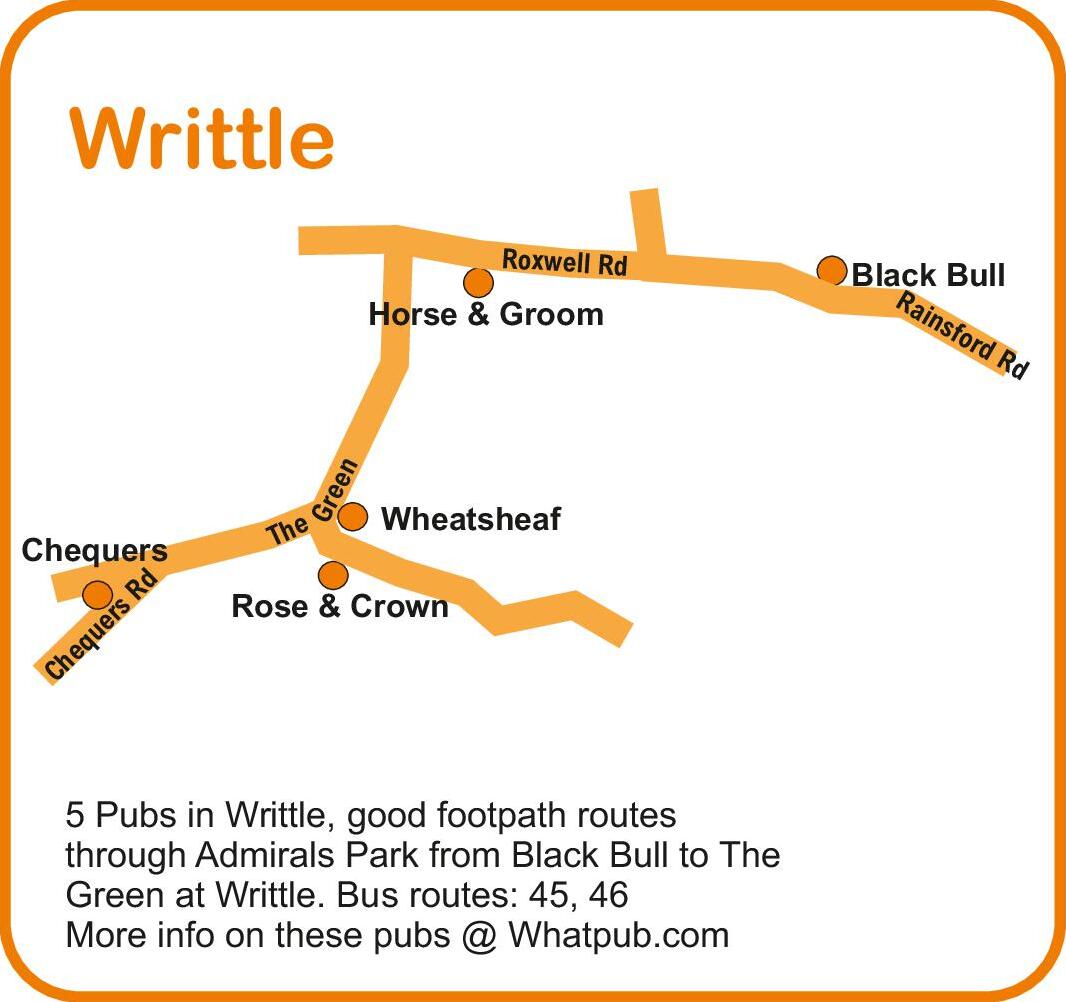 Writtle
Roxwell Rd
Black Bull
Horse & Groom
Rainsford Rd
The Green
Wheatsheaf
Chequers
Chequers Rd
Rose & Crown
5 Pubs in Writtle, good footpath routes
through Admirals Park from Black Bull to The
Green at Writtle. Bus routes: 45, 46
More info on these pubs @ Whatpub.com